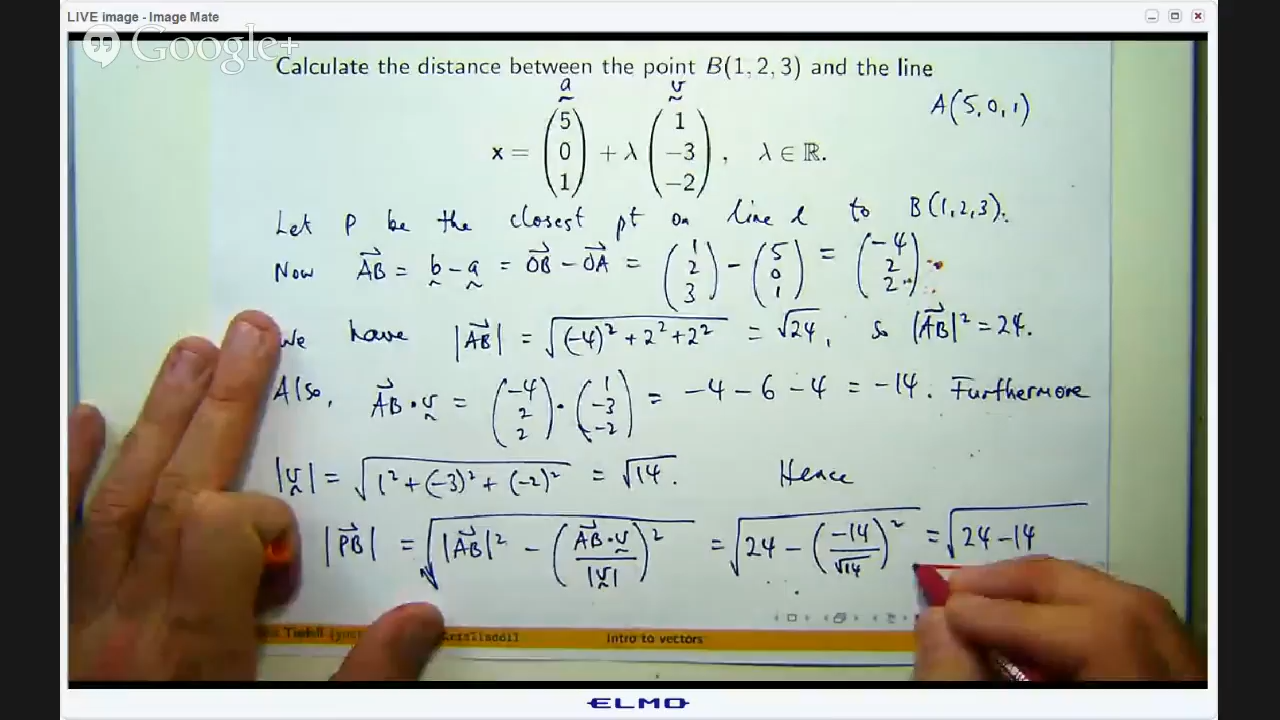 LIVE image - Image Mate
Google+
Calculate the distance between the point B(1, 2, 3) and the line
a v
A(5, 0, 1)
x = (5 0 1) + λ (1 −3 −2), λ ∈ ℝ.
Let P be the closest pt on line l to B(1,2,3).
Now AB⃗ = b - a = OB⃗ - OA⃗ = (1 2 3) - (5 0 1) = (-4 2 2).
We have |AB⃗| = √((-4)² + 2² + 2²) = √24, so |AB⃗|² = 24.
Also, AB⃗ · v = (-4 2 2) · (1 -3 -2) = -4 - 6 - 4 = -14. Furthermore
|v| = √(1² + (-3)² + (-2)²) = √14. Hence
|PB⃗| = √(|AB⃗|² - (AB⃗ · v / |v|)²) = √(24 - (-14/√14)²) = √(24 - 14
Intro to vectors
ELMO